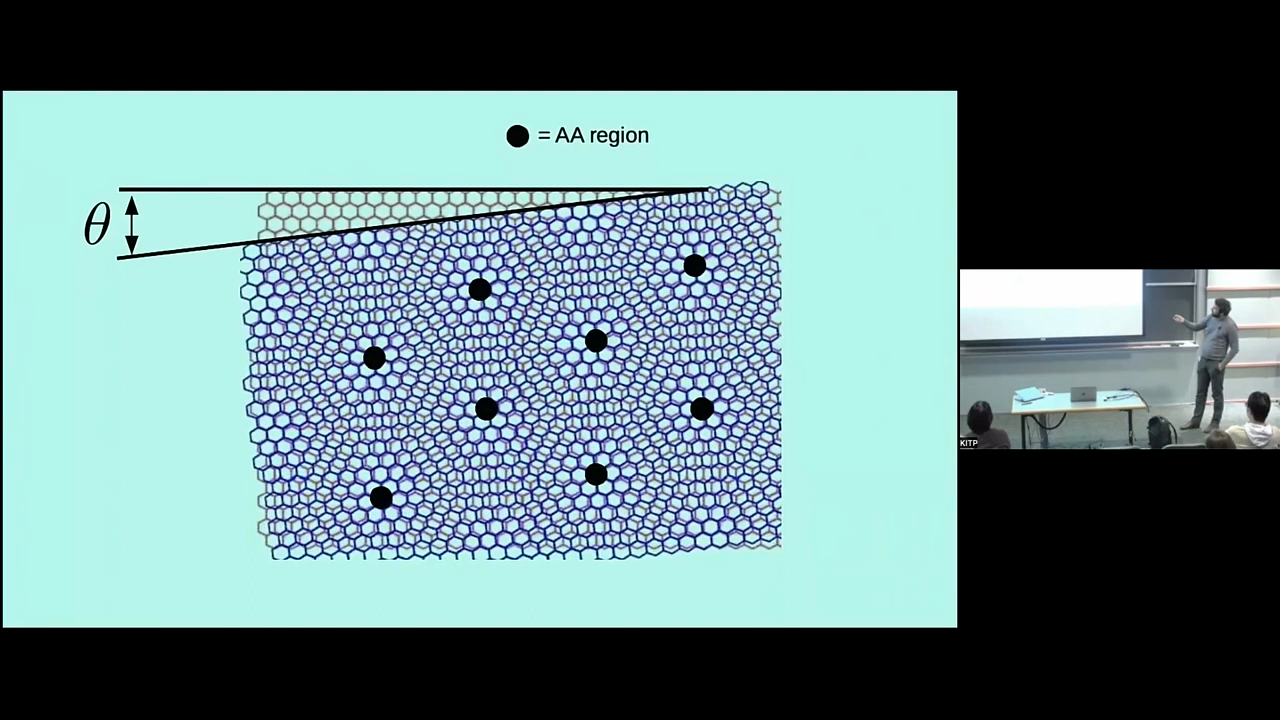 = AA region
θ
KITP